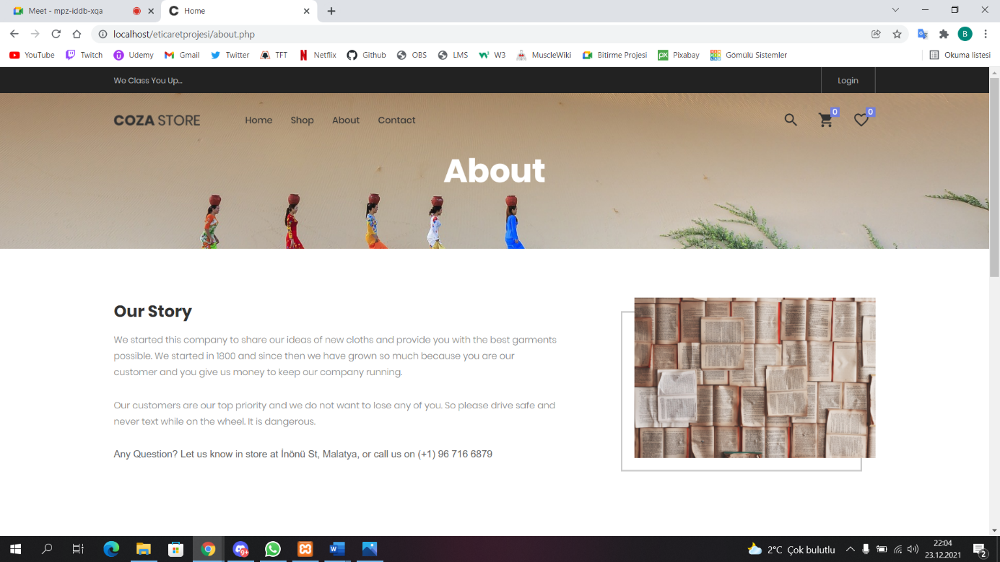 Meet - mpz-iddb-xqa
Home
localhost/eticaretprojesi/about.php
YouTube
Twitch
Udemy
Gmail
Twitter
TFT
Netflix
Github
OBS
LMS
W3
MuscleWiki
Bitirme Projesi
Pixabay
Gömülü Sistemler
Okuma listesi
We Class You Up...
Login
COZA STORE
Home
Shop
About
Contact
0
0
About
Our Story
We started this company to share our ideas of new cloths and provide you with the best garments
possible. We started in 1800 and since then we have grown so much because you are our
customer and you give us money to keep our company running.
Our customers are our top priority and we do not want to lose any of you. So please drive safe and
never text while on the wheel. It is dangerous.
Any Question? Let us know in store at İnönü St, Malatya, or call us on (+1) 96 716 6879
2°C Çok bulutlu
22:04
23.12.2021
2